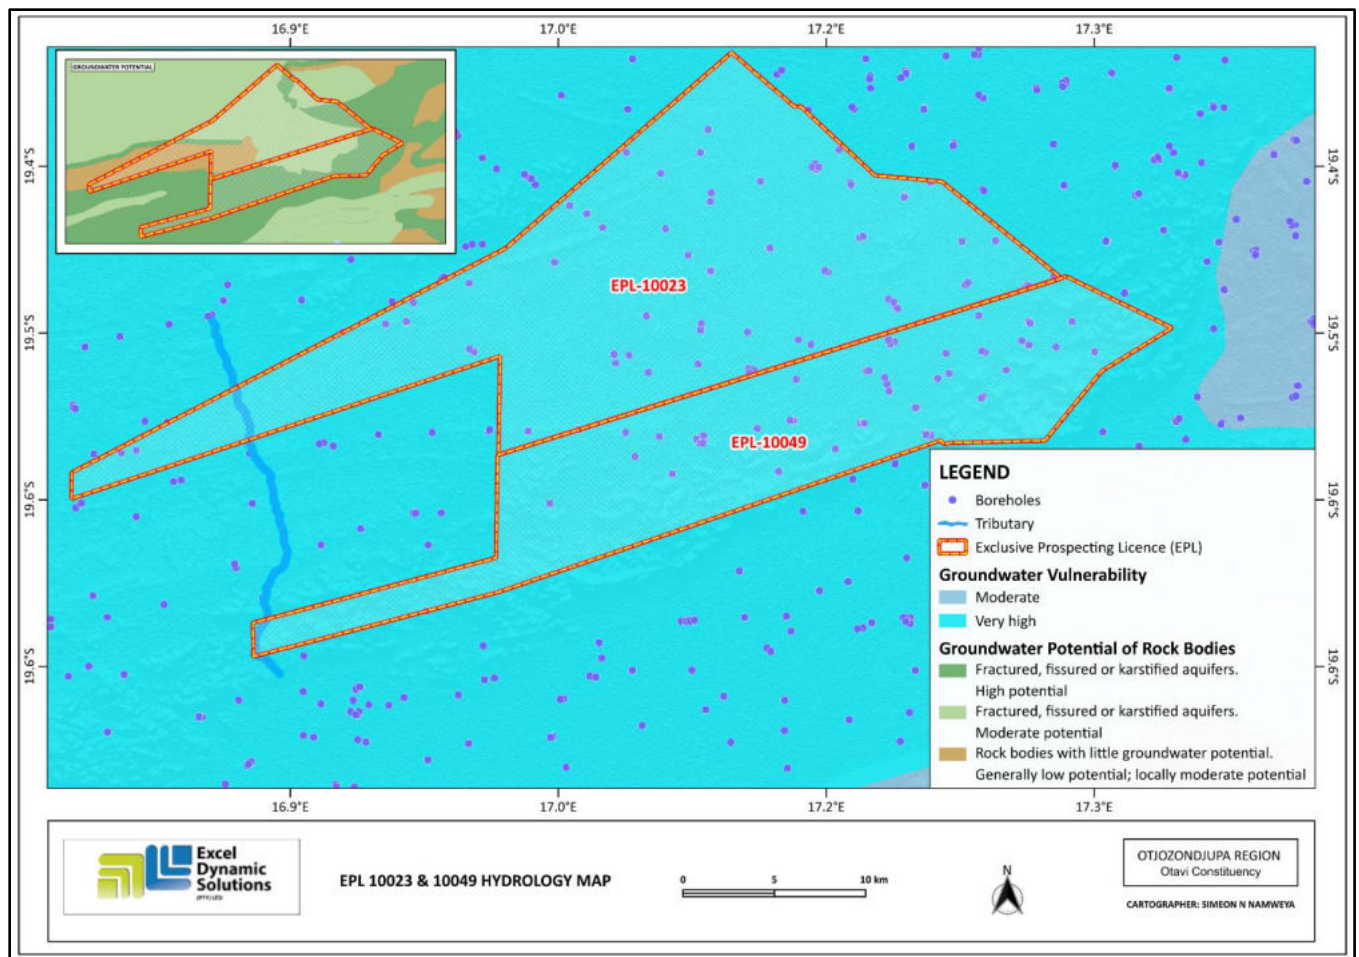 16.9°E
17.0°E
17.2°E
17.3°E
GROUNDWATER POTENTIAL
19.4°S
19.4°S
EPL-10023
19.5°S
19.5°S
EPL-10049
LEGEND
Boreholes
Tributary
Exclusive Prospecting Licence (EPL)
Groundwater Vulnerability
Moderate
Very high
Groundwater Potential of Rock Bodies
Fractured, fissured or karstified aquifers.
High potential
Fractured, fissured or karstified aquifers.
Moderate potential
Rock bodies with little groundwater potential.
Generally low potential; locally moderate potential
19.6°S
19.6°S
19.6°S
19.6°S
16.9°E
17.0°E
17.2°E
17.3°E
Excel
Dynamic
Solutions
(PTY) LTD
EPL 10023 & 10049 HYDROLOGY MAP
0 5 10 km
N
OTJOZONDJUPA REGION
Otavi Constituency
CARTOGRAPHER: SIMEON N NAMWEYA